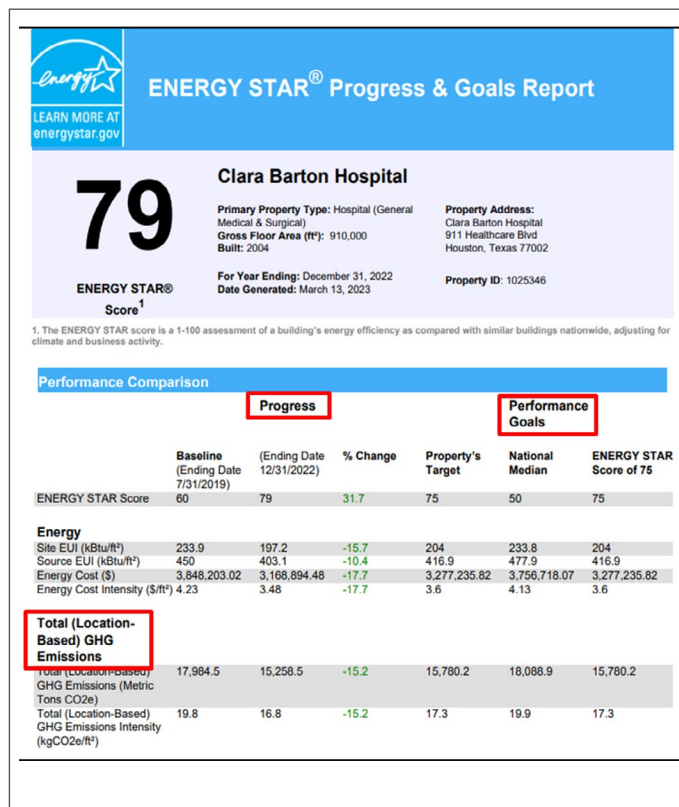 energy
LEARN MORE AT
energystar.gov
ENERGY STAR® Progress & Goals Report
79
ENERGY STAR®
Score1
Clara Barton Hospital
Primary Property Type: Hospital (General
Medical & Surgical)
Gross Floor Area (ft²): 910,000
Built: 2004
For Year Ending: December 31, 2022
Date Generated: March 13, 2023
Property Address:
Clara Barton Hospital
911 Healthcare Blvd
Houston, Texas 77002
Property ID: 1025346
1. The ENERGY STAR score is a 1-100 assessment of a building's energy efficiency as compared with similar buildings nationwide, adjusting for
climate and business activity.
Performance Comparison
Progress
Performance
Goals
Baseline (Ending Date % Change Property's National ENERGY STAR
(Ending Date 12/31/2022) Target Median Score of 75
7/31/2019)
ENERGY STAR Score 60 79 31.7 75 50 75
Energy
Site EUI (kBtu/ft²) 233.9 197.2 -15.7 204 233.8 204
Source EUI (kBtu/ft²) 450 403.1 -10.4 416.9 477.9 416.9
Energy Cost ($) 3,848,203.02 3,168,894.48 -17.7 3,277,235.82 3,756,718.07 3,277,235.82
Energy Cost Intensity ($/ft²) 4.23 3.48 -17.7 3.6 4.13 3.6
Total (Location-
Based) GHG
Emissions
Total (Location-Based) 17,984.5 15,258.5 -15.2 15,780.2 18,088.9 15,780.2
GHG Emissions (Metric
Tons CO2e)
Total (Location-Based) 19.8 16.8 -15.2 17.3 19.9 17.3
GHG Emissions Intensity
(kgCO2e/ft²)